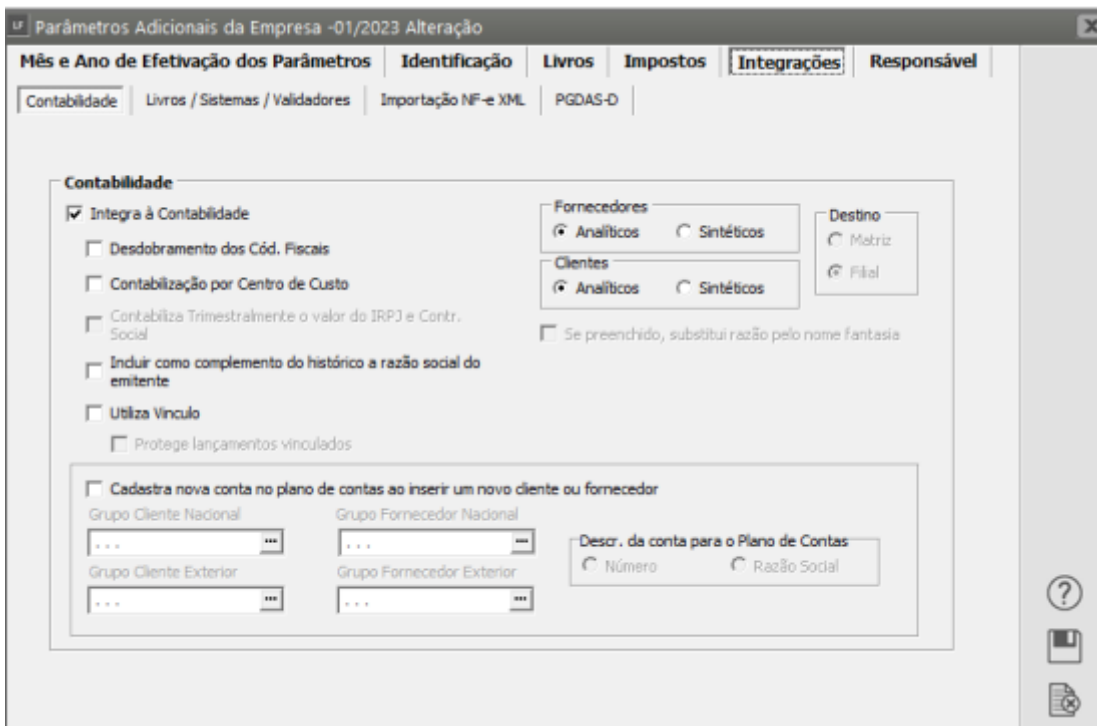 LF Parâmetros Adicionais da Empresa -01/2023 Alteração
Mês e Ano de Efetivação dos Parâmetros Identificação Livros Impostos Integrações Responsável
Contabilidade Livros / Sistemas / Validadores Importação NF-e XML PGDAS-D
Contabilidade
Integra à Contabilidade
Desdobramento dos Cód. Fiscais
Contabilização por Centro de Custo
Contabiliza Trimestralmente o valor do IRPJ e Contr.
Social
Incluir como complemento do histórico a razão social do
emitente
Utiliza Vinculo
Protege lançamentos vinculados
Fornecedores
Analíticos Sintéticos
Clientes
Analíticos Sintéticos
Destino
Matriz
Filial
Se preenchido, substitui razão pelo nome fantasia
Cadastra nova conta no plano de contas ao inserir um novo cliente ou fornecedor
Grupo Cliente Nacional Grupo Fornecedor Nacional
. . . ... . . . ...
Grupo Cliente Exterior Grupo Fornecedor Exterior
. . . ... . . . ...
Descr. da conta para o Plano de Contas
Número Razão Social
?